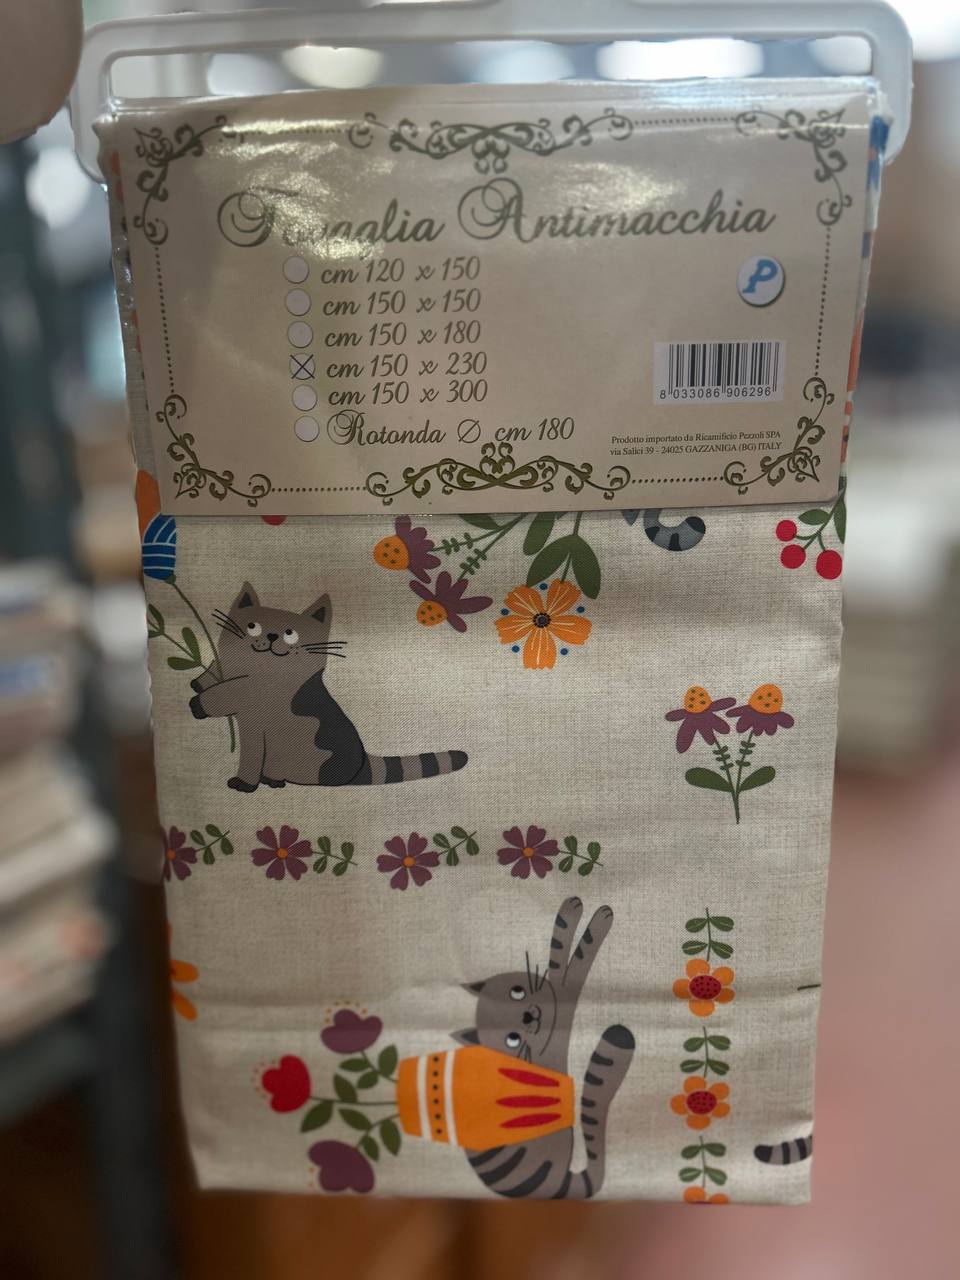 Tovaglia Antimacchia
cm 120 x 150
cm 150 x 150
cm 150 x 180
cm 150 x 230
cm 150 x 300
Rotonda ∅ cm 180
P
8 033086 906296
Prodotto importato da Ricamificio Pezzoli SPA
via Salici 39 - 24025 GAZZANIGA (BG) ITALY